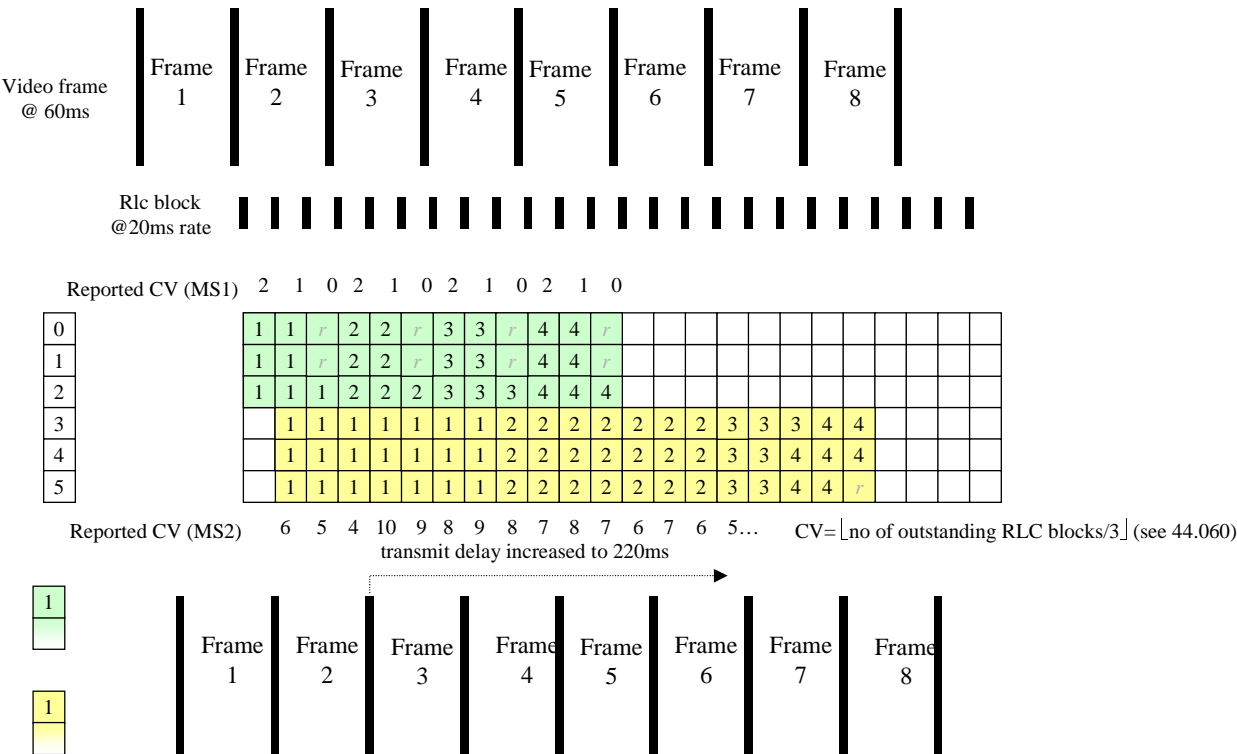 Frame Frame Frame Frame Frame Frame Frame Frame
1 2 3 4 5 6 7 8
Video frame
@ 60ms
Rlc block
@20ms rate
Reported CV (MS1) 2 1 0 2 1 0 2 1 0 2 1 0
0 1 1 r 2 2 r 3 3 r 4 4 r
1 1 1 r 2 2 r 3 3 r 4 4 r
2 1 1 1 2 2 2 3 3 3 4 4 4
3 1 1 1 1 1 1 1 2 2 2 2 2 2 2 3 3 3 4 4
4 1 1 1 1 1 1 1 2 2 2 2 2 2 2 3 3 4 4 4
5 1 1 1 1 1 1 1 2 2 2 2 2 2 2 3 3 4 4 r
Reported CV (MS2) 6 5 4 10 9 8 9 8 7 8 7 6 7 6 5… CV= ⌊no of outstanding RLC blocks/3⌋ (see 44.060)
transmit delay increased to 220ms
1
Frame Frame Frame Frame Frame Frame Frame Frame
1 2 3 4 5 6 7 8
1